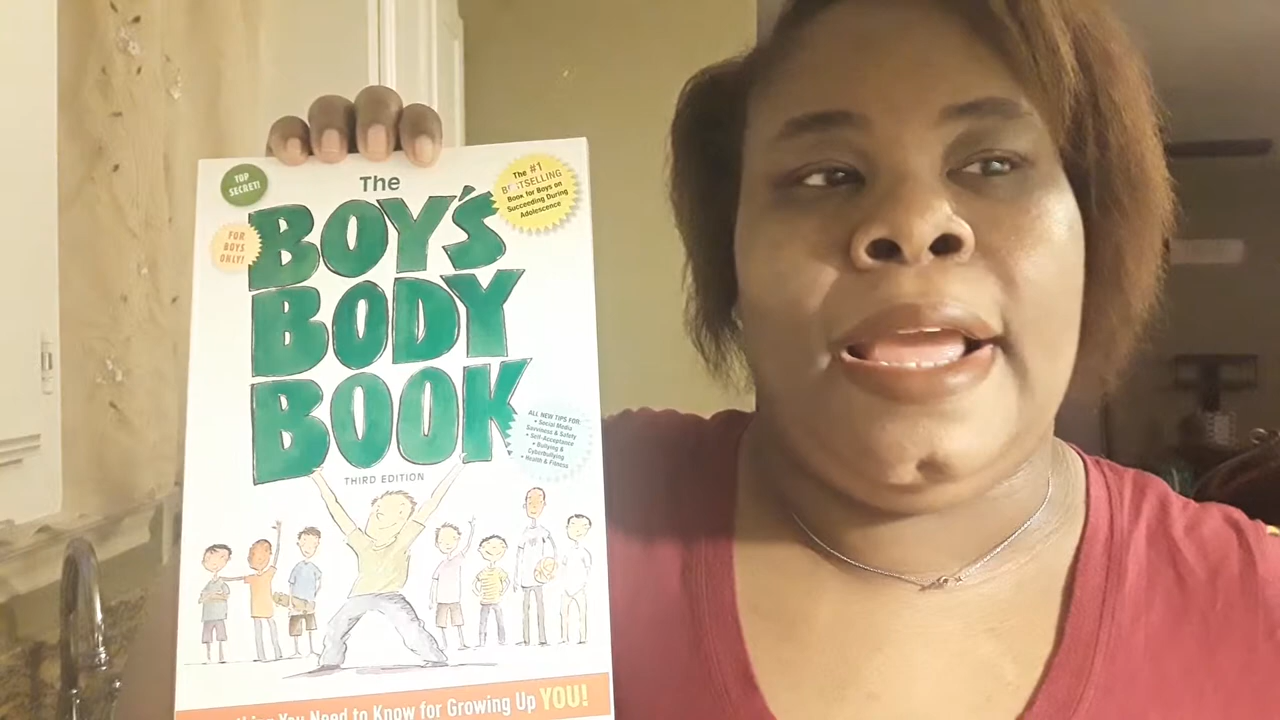 TOP
SECRET!
FOR
BOYS
ONLY!
The #1
BESTSELLING
Book for Boys on
Succeeding During
Adolescence
The
BOY'S
BODY
BOOK
ALL NEW TIPS FOR:
• Social Media
Savviness & Safety
• Self-Acceptance
• Bullying &
Cyberbullying
• Health & Fitness
THIRD EDITION
You Need to Know for Growing Up YOU!